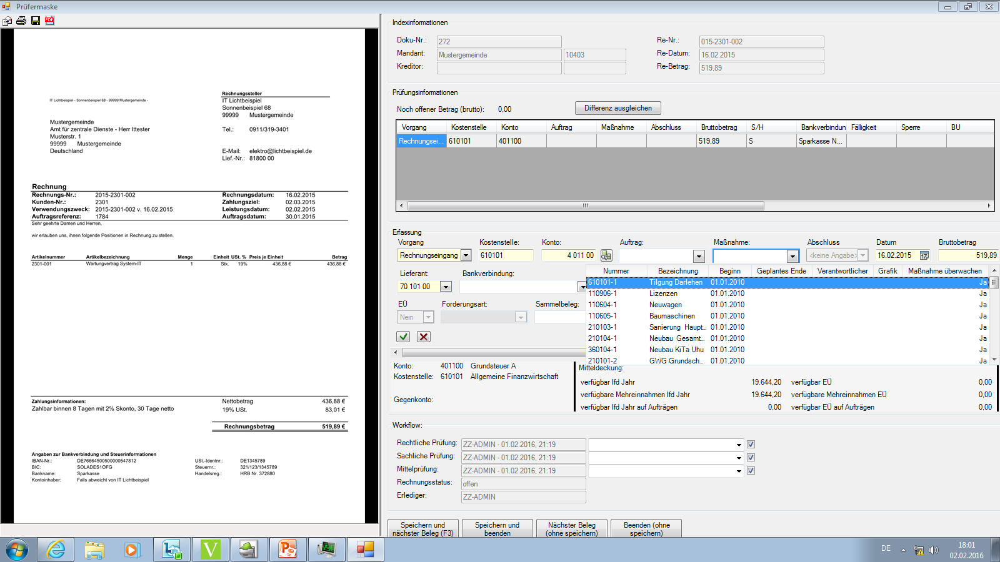 Prüfermaske
IT Lichtbeispiel - Sonnenbeispiel 68 - 99999 Mustergemeinde -
Mustergemeinde
Amt für zentrale Dienste - Herr Ittester
Musterstr. 1
99999 Mustergemeinde
Deutschland
Rechnungssteller
IT Lichtbeispiel
Sonnenbeispiel 68
99999 Mustergemeinde
Tel.: 0911/319-3401
E-Mail: elektro@lichtbeispiel.de
Lief.-Nr.: 81800 00
Rechnung
Rechnungs-Nr.: 2015-2301-002 Rechnungsdatum: 16.02.2015
Kunden-Nr.: 2301 Zahlungsziel: 02.03.2015
Verwendungszweck: 2015-2301-002 v. 16.02.2015 Leistungsdatum: 02.02.2015
Auftragsreferenz: 1784 Auftragsdatum: 30.01.2015
Sehr geehrte Damen und Herren,
wir erlauben uns, ihnen folgende Positionen in Rechnung zu stellen.
Artikelnummer Artikelbezeichnung Menge Einheit USt. % Preis je Einheit Betrag
2301-001 Wartungvertrag System-IT 1 Stk. 19% 436,88 € 436,88 €
Zahlungsinformationen: Nettobetrag 436,88 €
Zahlbar binnen 8 Tagen mit 2% Skonto, 30 Tage netto 19% USt. 83,01 €
Rechnungsbetrag 519,89 €
Angaben zur Bankverbindung und Steuerinformationen
IBAN-Nr.: DE76664500500000547812 USt.-Identnr.: DE1345789
BIC: SOLADES1OFG Steuernr.: 321/123/1345789
Bankname: Sparkasse Handelsreg.: HRB Nr. 372880
Kontoinhaber: Falls abweicht von IT Lichtbeispiel
Indexinformationen
Doku-Nr.: 272 Re-Nr.: 015-2301-002
Mandant: Mustergemeinde 10403 Re-Datum: 16.02.2015
Kreditor: Re-Betrag: 519,89
Prüfungsinformationen
Noch offener Betrag (brutto): 0,00 Differenz ausgleichen
Vorgang Kostenstelle Konto Auftrag Maßnahme Abschluss Bruttobetrag S/H Bankverbindun Fälligkeit Sperre BU
Rechnungsei... 610101 401100 519,89 S Sparkasse N...
Erfassung
Vorgang Kostenstelle: Konto: Auftrag: Maßnahme: Abschluss Datum Bruttobetrag
Rechnungseingang 610101 4 011 00 <keine Angabe> 16.02.2015 519,89
Lieferant: Bankverbindung:
70 101 00
EÜ Forderungsart: Sammelbeleg:
Nein
Nummer Bezeichnung Beginn Geplantes Ende Verantwortlicher Grafik Maßnahme überwachen
610101-1 Tilgung Darlehen 01.01.2010 Ja
110906-1 Lizenzen 01.01.2010 Ja
110604-1 Neuwagen 01.01.2010 Ja
110605-1 Baumaschinen 01.01.2010 Ja
210103-1 Sanierung Haupt... 01.01.2010 Ja
210104-1 Neubau Gesamt... 01.01.2010 Ja
360104-1 Neubau KiTa Uhu 01.01.2010 Ja
210101-2 GWG Grundsch... 01.01.2010 Ja
Konto: 401100 Grundsteuer A
Kostenstelle: 610101 Allgemeine Finanzwirtschaft
Gegenkonto:
Mitteldeckung:
verfügbar lfd Jahr 19.644,20 verfügbar EÜ 0,00
verfügbare Mehreinnahmen lfd Jahr 19.644,20 verfügbare Mehreinnahmen EÜ 0,00
verfügbar lfd Jahr auf Aufträgen 0,00 verfügbar EÜ auf Aufträgen 0,00
Workflow:
Rechtliche Prüfung: ZZ-ADMIN - 01.02.2016, 21:19
Sachliche Prüfung: ZZ-ADMIN - 01.02.2016, 21:19
Mittelprüfung: ZZ-ADMIN - 01.02.2016, 21:19
Rechnungsstatus: offen
Erlediger: ZZ-ADMIN
Speichern und nächster Beleg (F3)
Speichern und beenden
Nächster Beleg (ohne speichern)
Beenden (ohne speichern)
DE 18:01
02.02.2016